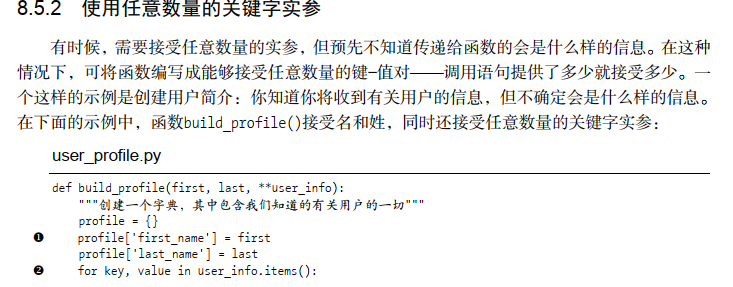 8.5.2 使用任意数量的关键字实参
有时候，需要接受任意数量的实参，但预先不知道传递给函数的会是什么样的信息。在这种
情况下，可将函数编写成能够接受任意数量的键-值对——调用语句提供了多少就接受多少。一
个这样的示例是创建用户简介：你知道你将收到有关用户的信息，但不确定会是什么样的信息。
在下面的示例中，函数build_profile()接受名和姓，同时还接受任意数量的关键字实参：
user_profile.py
def build_profile(first, last, **user_info):
"""创建一个字典，其中包含我们知道的有关用户的一切"""
profile = {}
❶ profile['first_name'] = first
profile['last_name'] = last
❷ for key, value in user_info.items():